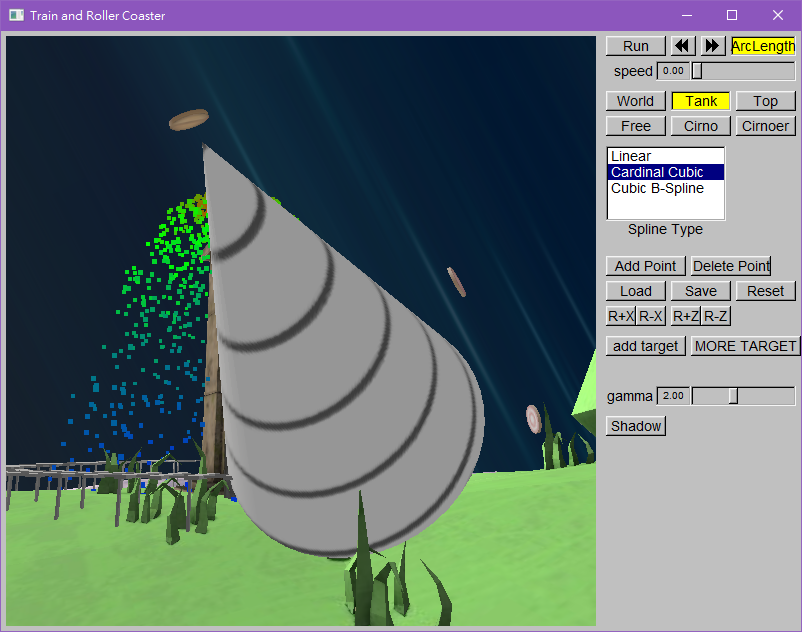 Train and Roller Coaster
Run
ArcLength
speed 0.00
World Tank Top
Free Cirno Cirnoer
Linear
Cardinal Cubic
Cubic B-Spline
Spline Type
Add Point Delete Point
Load Save Reset
R+X R-X R+Z R-Z
add target MORE TARGET
gamma 2.00
Shadow